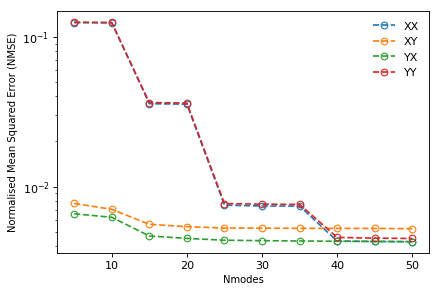 Normalised Mean Squared Error (NMSE)
10⁻¹
10⁻²
XX
XY
YX
YY
10 20 30 40 50
Nmodes